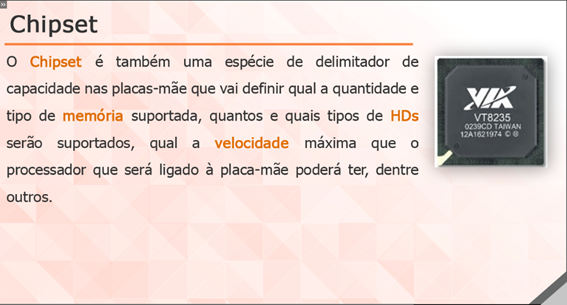 Chipset
O Chipset é também uma espécie de delimitador de
capacidade nas placas-mãe que vai definir qual a quantidade e
tipo de memória suportada, quantos e quais tipos de HDs
serão suportados, qual a velocidade máxima que o
processador que será ligado à placa-mãe poderá ter, dentre
outros.
VIA
VT8235
0239CD TAIWAN
12A1821974 © ®